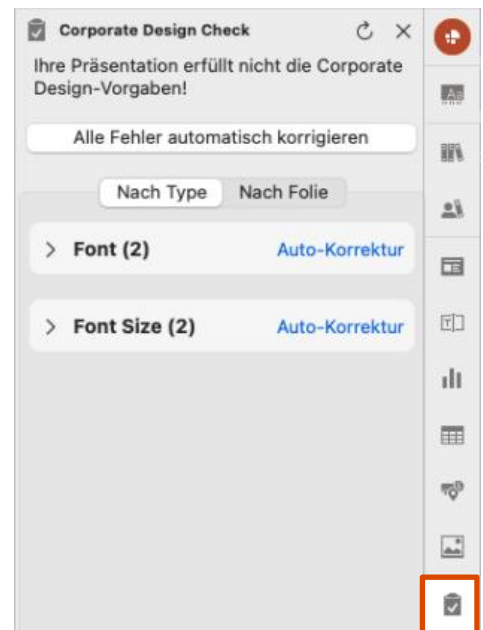 Corporate Design Check
Ihre Präsentation erfüllt nicht die Corporate
Design-Vorgaben!
Alle Fehler automatisch korrigieren
Nach Type Nach Folie
Font (2) Auto-Korrektur
Font Size (2) Auto-Korrektur
Aa
T